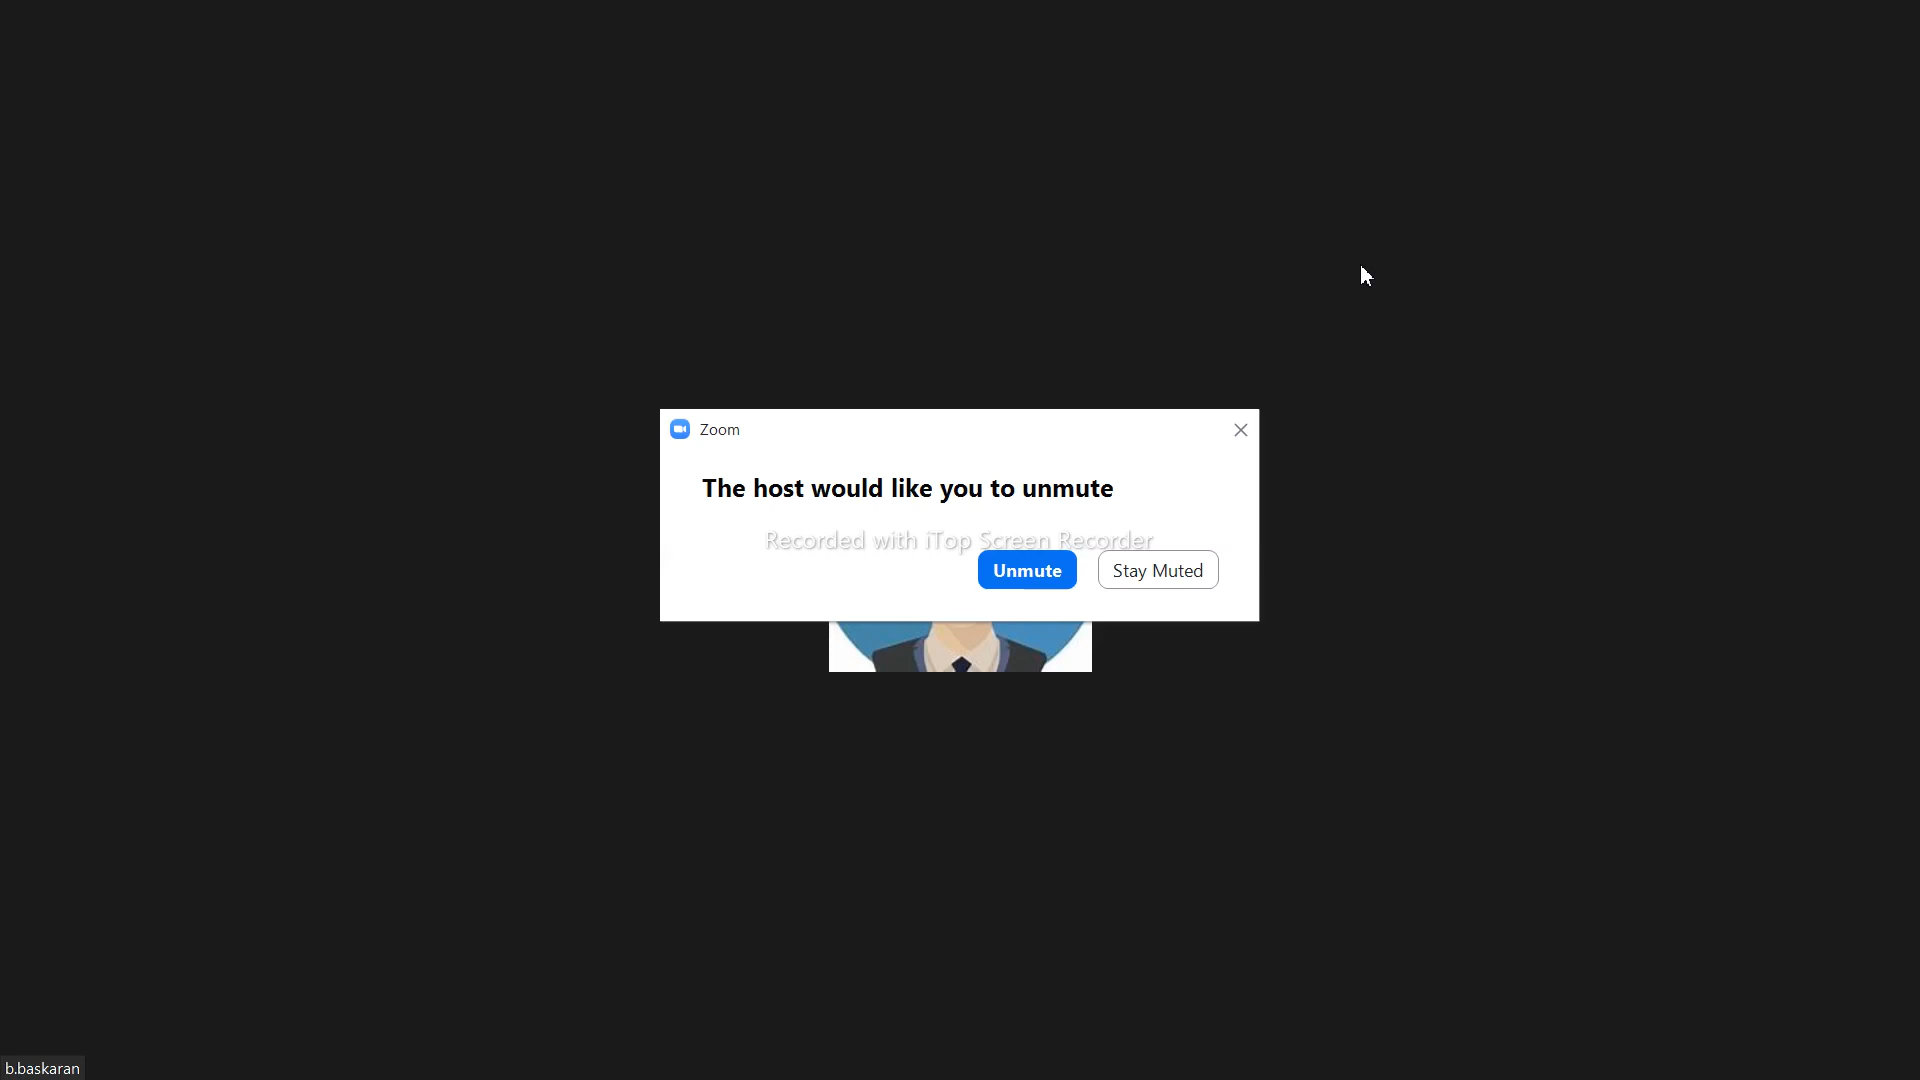 Zoom
The host would like you to unmute
Recorded with iTop Screen Recorder
Unmute Stay Muted
b.baskaran